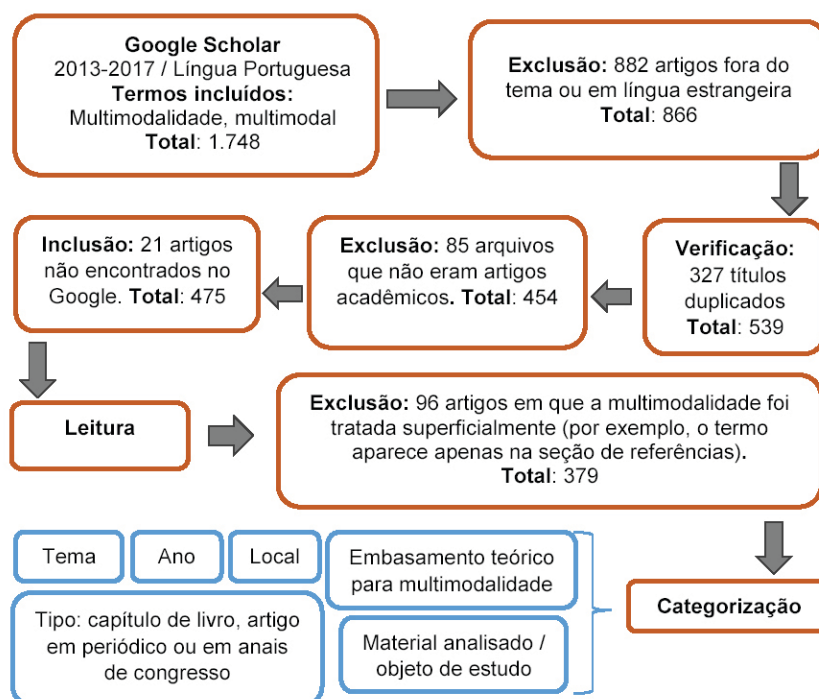 Google Scholar
2013-2017 / Língua Portuguesa
Termos incluídos:
Multimodalidade, multimodal
Total: 1.748
Exclusão: 882 artigos fora do
tema ou em língua estrangeira
Total: 866
Verificação:
327 títulos
duplicados
Total: 539
Exclusão: 85 arquivos
que não eram artigos
acadêmicos. Total: 454
Inclusão: 21 artigos
não encontrados no
Google. Total: 475
Leitura
Exclusão: 96 artigos em que a multimodalidade foi
tratada superficialmente (por exemplo, o termo
aparece apenas na seção de referências).
Total: 379
Categorização
Tema
Ano
Local
Embasamento teórico
para multimodalidade
Tipo: capítulo de livro, artigo
em periódico ou em anais
de congresso
Material analisado /
objeto de estudo